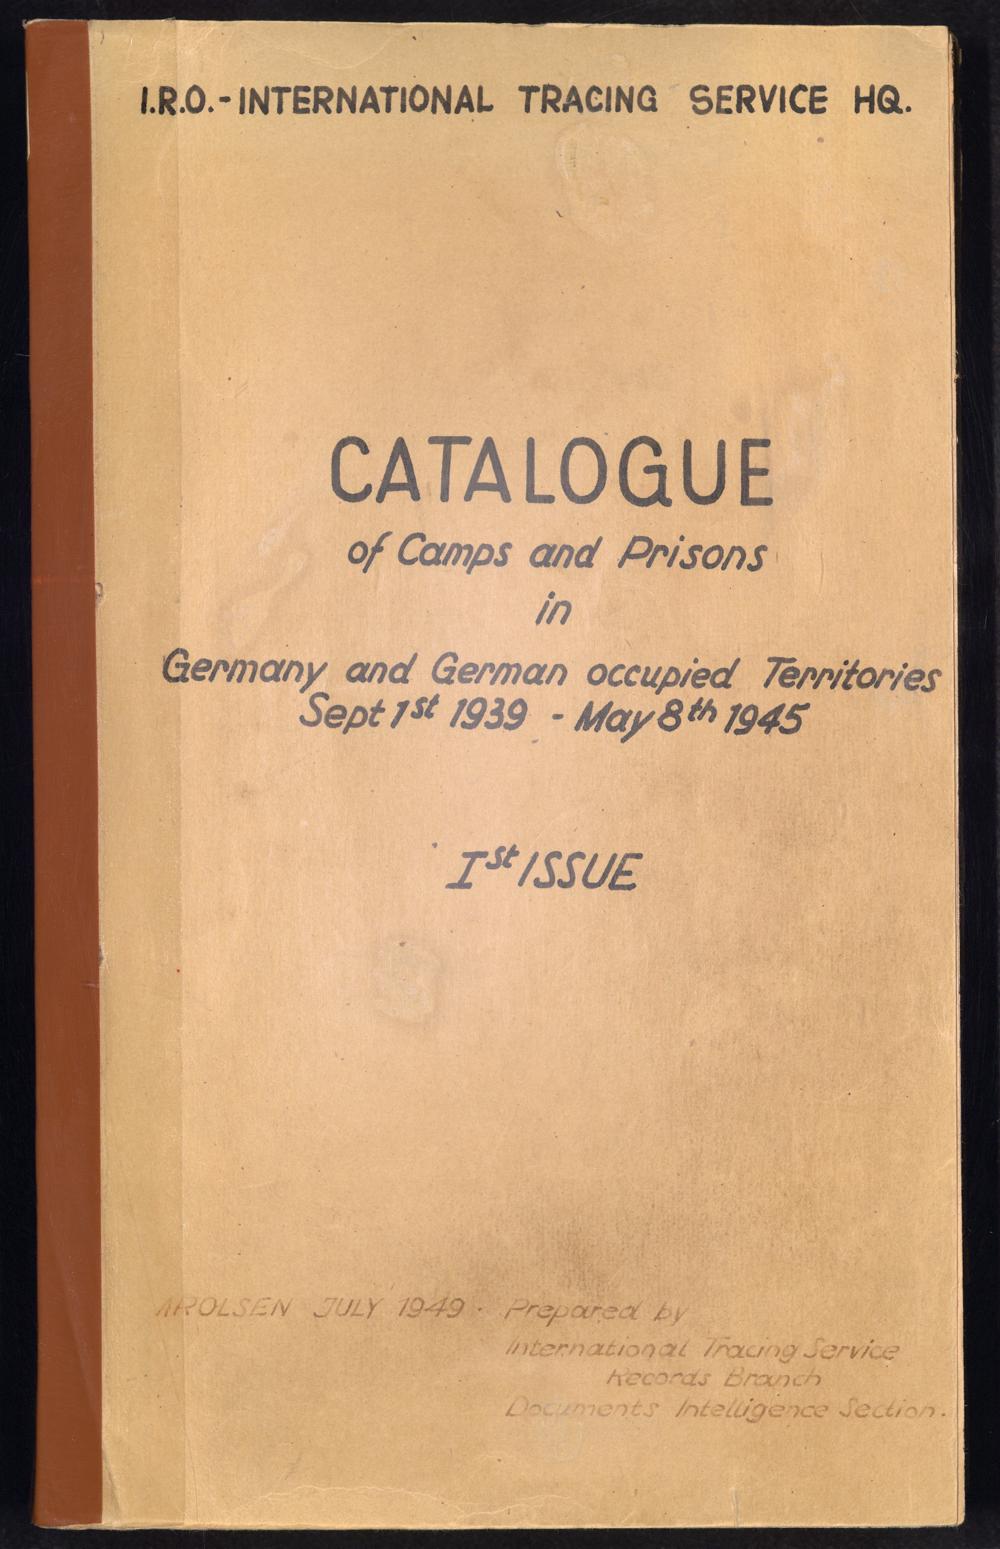 I.R.O.-INTERNATIONAL TRACING SERVICE HQ.
CATALOGUE
of Camps and Prisons
in
Germany and German occupied Territories
Sept 1st 1939 - May 8th 1945
Ist ISSUE
AROLSEN JULY 1949. Prepared by
International Tracing Service
Records Branch
Documents Intelligence Section.